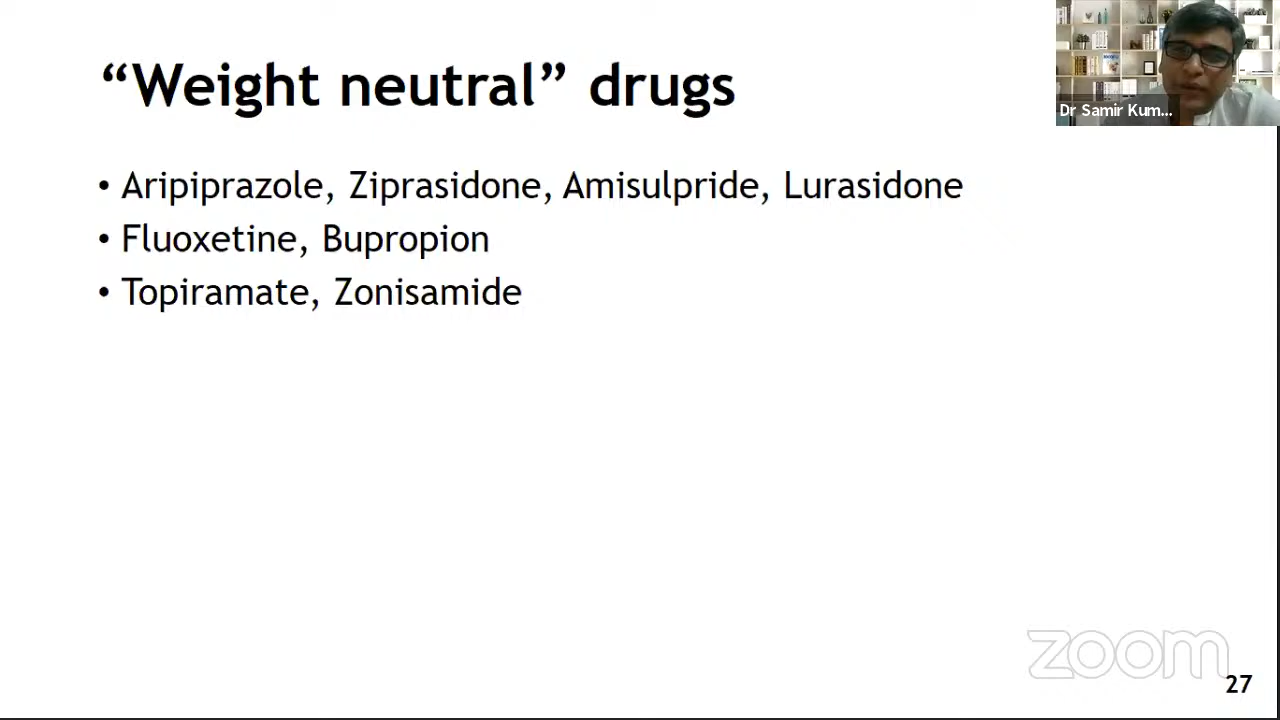 “Weight neutral” drugs
Dr Samir Kum...
• Aripiprazole, Ziprasidone, Amisulpride, Lurasidone
• Fluoxetine, Bupropion
• Topiramate, Zonisamide
zoom
27